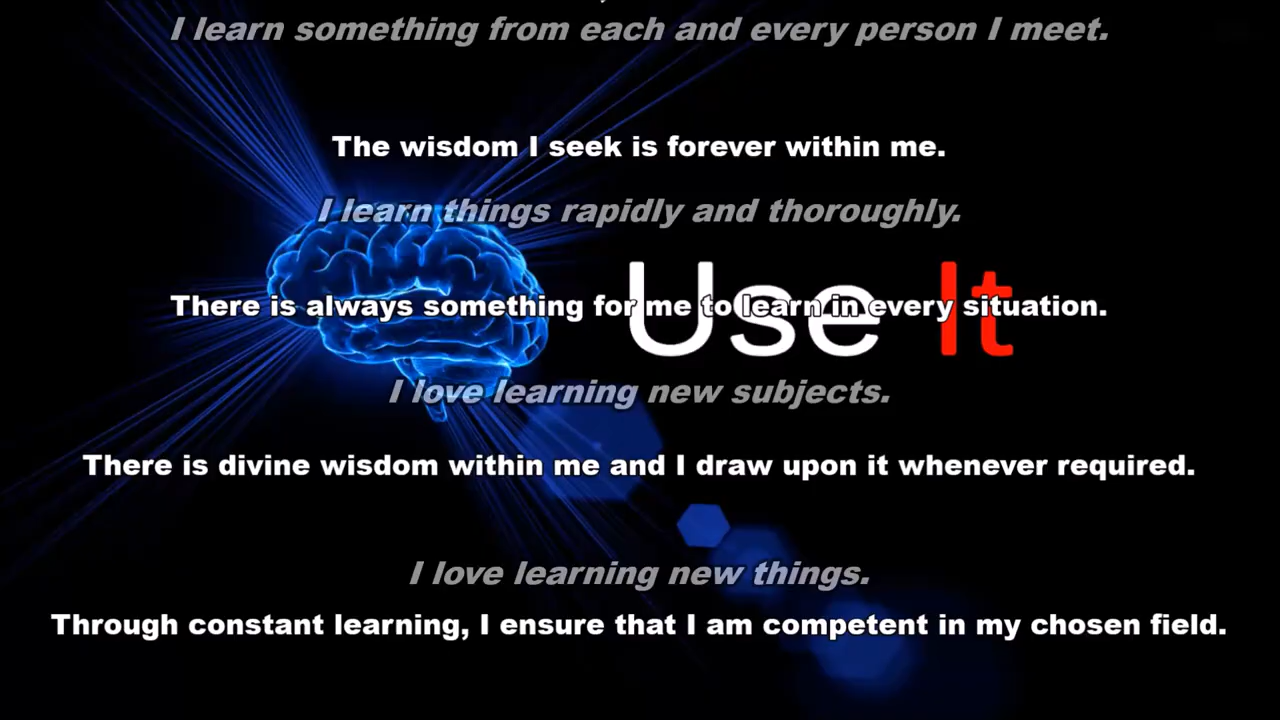 I learn something from each and every person I meet.
The wisdom I seek is forever within me.
I learn things rapidly and thoroughly.
Use It
There is always something for me to learn in every situation.
I love learning new subjects.
There is divine wisdom within me and I draw upon it whenever required.
I love learning new things.
Through constant learning, I ensure that I am competent in my chosen field.